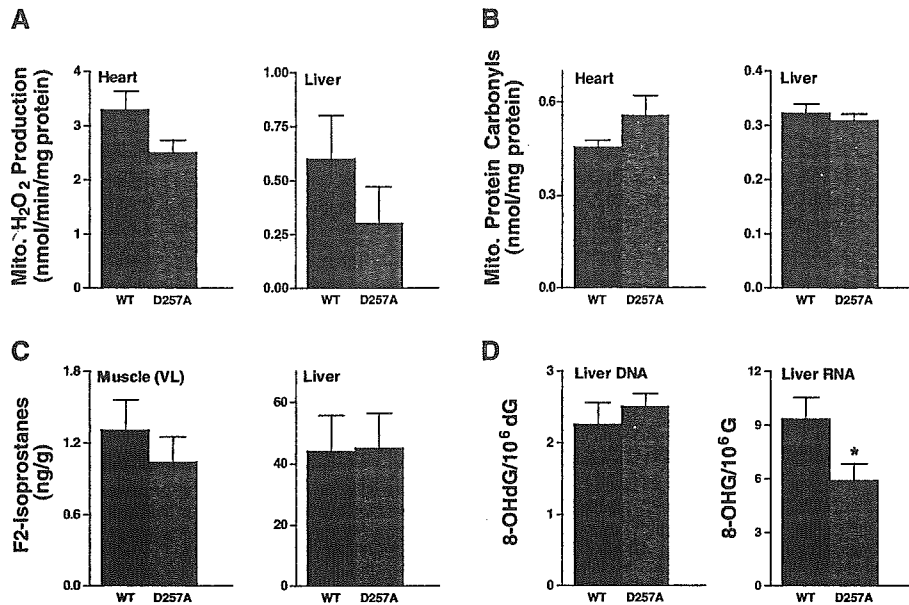 A
Mito. H2O2 Production
(nmol/min/mg protein)
Heart
4
3
2
1
0
WT D257A
Liver
1.00
0.75
0.50
0.25
0.00
WT D257A
B
Mito. Protein Carbonyls
(nmol/mg protein)
Heart
0.6
0.3
0.0
WT D257A
Liver
0.4
0.3
0.2
0.1
0.0
WT D257A
C
F2-Isoprostanes
(ng/g)
Muscle (VL)
1.8
1.2
0.6
0.0
WT D257A
Liver
60
40
20
0
WT D257A
D
8-OHdG/10^6 dG
Liver DNA
3
2
1
0
WT D257A
8-OHG/10^6 G
Liver RNA
12
9
6
3
0
*
WT D257A